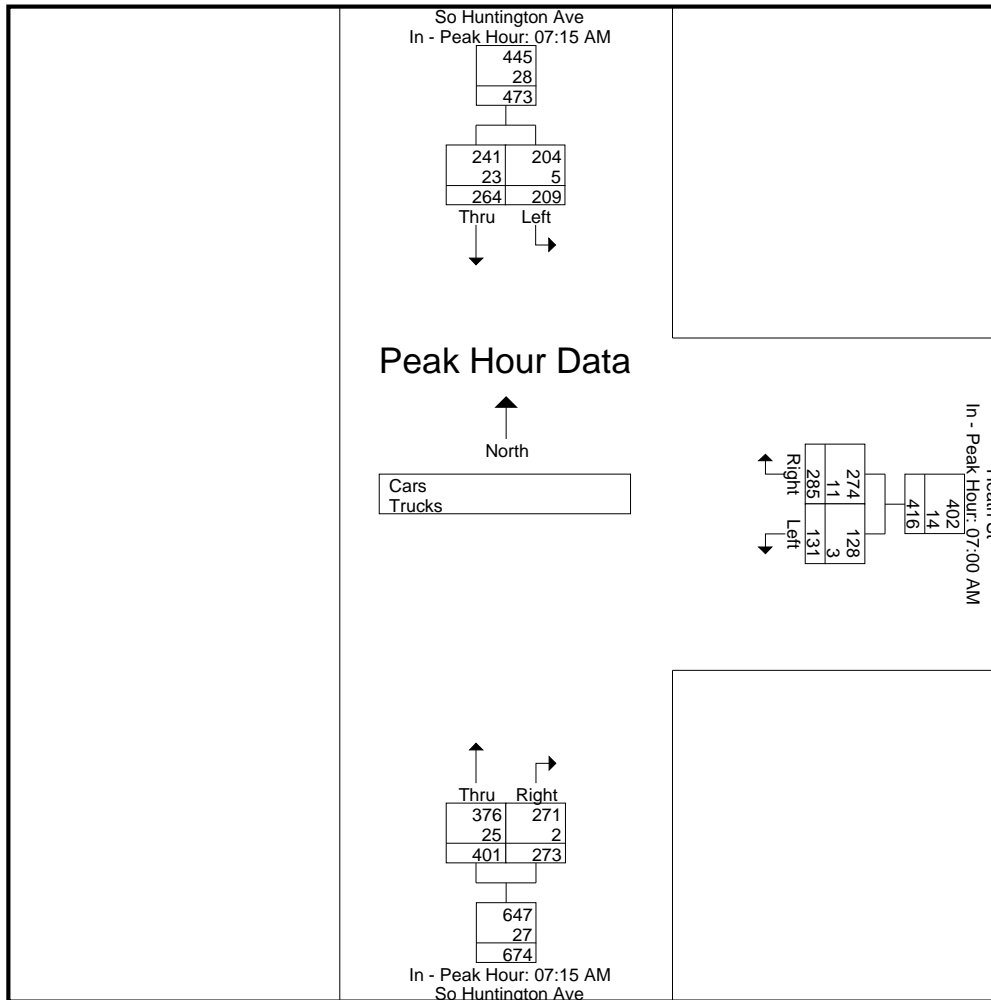 So Huntington Ave
In - Peak Hour: 07:15 AM
445
28
473
241 204
23 5
264 209
Thru Left
Peak Hour Data
North
Cars
Trucks
Heath St
In - Peak Hour: 07:00 AM
402
14
416
274 128
11 3
285 131
Right Left
Thru Right
376 271
25 2
401 273
647
27
674
In - Peak Hour: 07:15 AM
So Huntington Ave